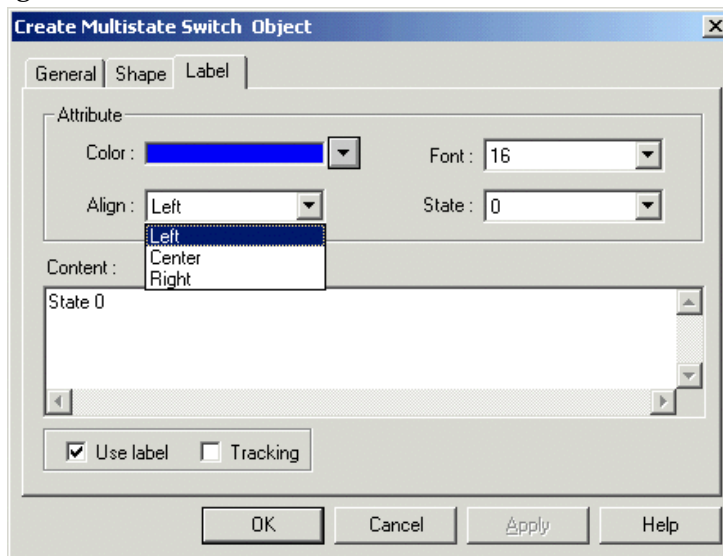 Create Multistate Switch Object
General Shape Label
Attribute
Color : Font : 16
Align : Left State : 0
Left
Center
Right
Content :
State 0
Use label Tracking
OK Cancel Apply Help